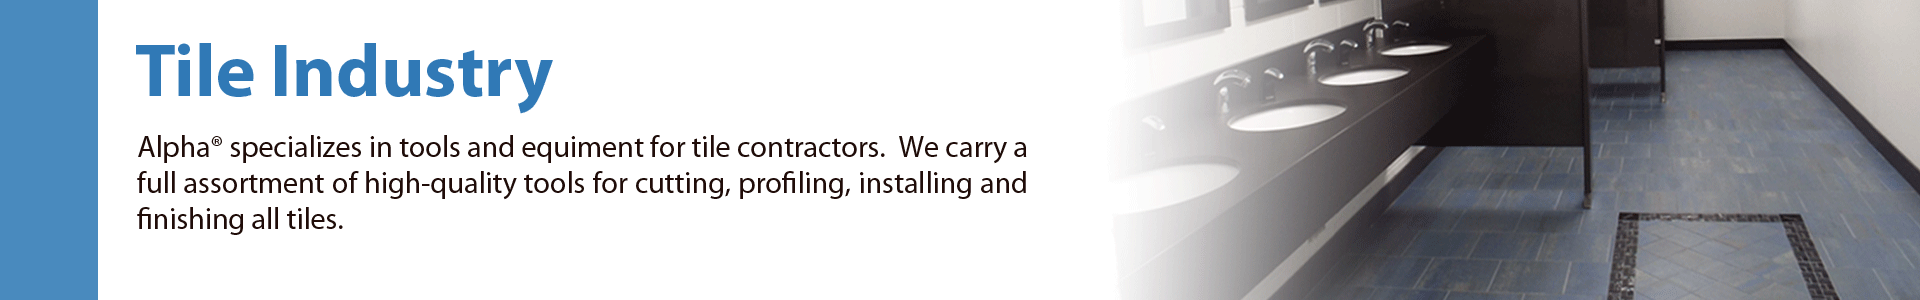 Tile Industry
Alpha® specializes in tools and equiment for tile contractors.  We carry a
full assortment of high-quality tools for cutting, profiling, installing and
finishing all tiles.